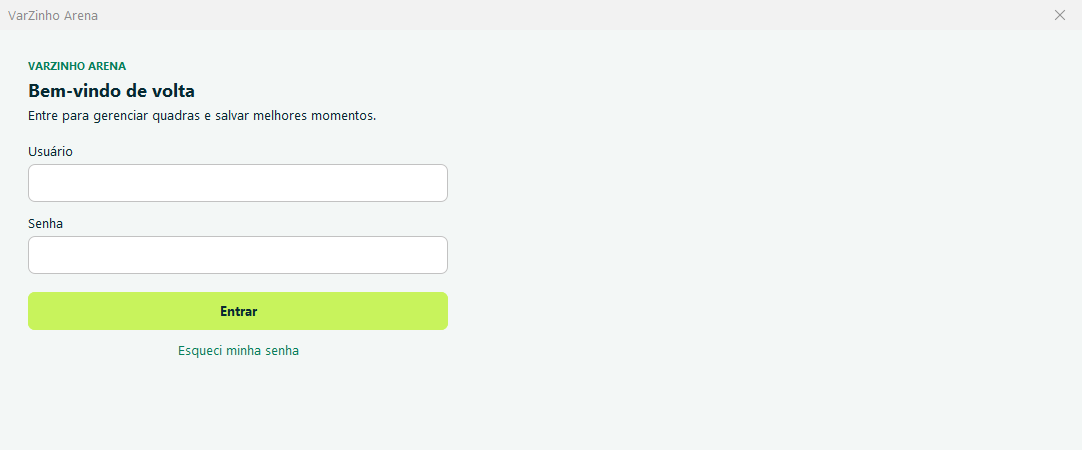 VarZinho Arena
VARZINHO ARENA
Bem-vindo de volta
Entre para gerenciar quadras e salvar melhores momentos.
Usuário
Senha
Entrar
Esqueci minha senha